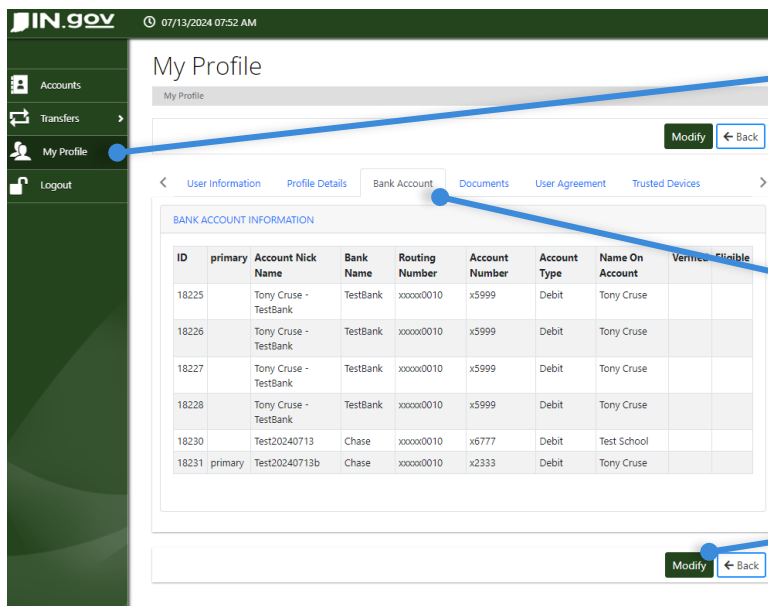 IN.gov
07/13/2024 07:52 AM
Accounts
Transfers
My Profile
Logout
My Profile
My Profile
Modify
Back
User Information Profile Details Bank Account Documents User Agreement Trusted Devices
BANK ACCOUNT INFORMATION
ID primary Account Nick Name Bank Name Routing Number Account Number Account Type Name On Account Verified Eligible
18225 Tony Cruse - TestBank TestBank xxxxx0010 x5999 Debit Tony Cruse
18226 Tony Cruse - TestBank TestBank xxxxx0010 x5999 Debit Tony Cruse
18227 Tony Cruse - TestBank TestBank xxxxx0010 x5999 Debit Tony Cruse
18228 Tony Cruse - TestBank TestBank xxxxx0010 x5999 Debit Tony Cruse
18230 Test20240713 Chase xxxxx0010 x6777 Debit Test School
18231 primary Test20240713b Chase xxxxx0010 x2333 Debit Tony Cruse
Modify
Back